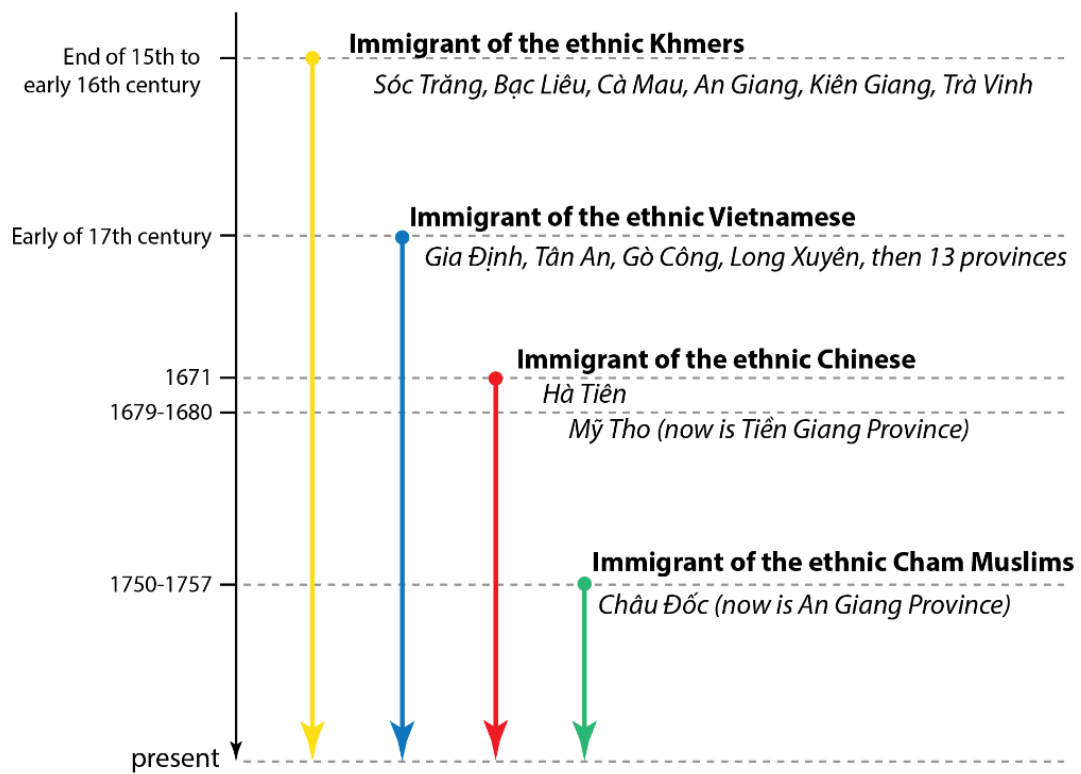 Immigrant of the ethnic Khmers
End of 15th to
early 16th century
Sóc Trăng, Bạc Liêu, Cà Mau, An Giang, Kiên Giang, Trà Vinh
Immigrant of the ethnic Vietnamese
Early of 17th century
Gia Định, Tân An, Gò Công, Long Xuyên, then 13 provinces
Immigrant of the ethnic Chinese
1671
Hà Tiên
1679-1680
Mỹ Tho (now is Tiền Giang Province)
Immigrant of the ethnic Cham Muslims
1750-1757
Châu Đốc (now is An Giang Province)
present